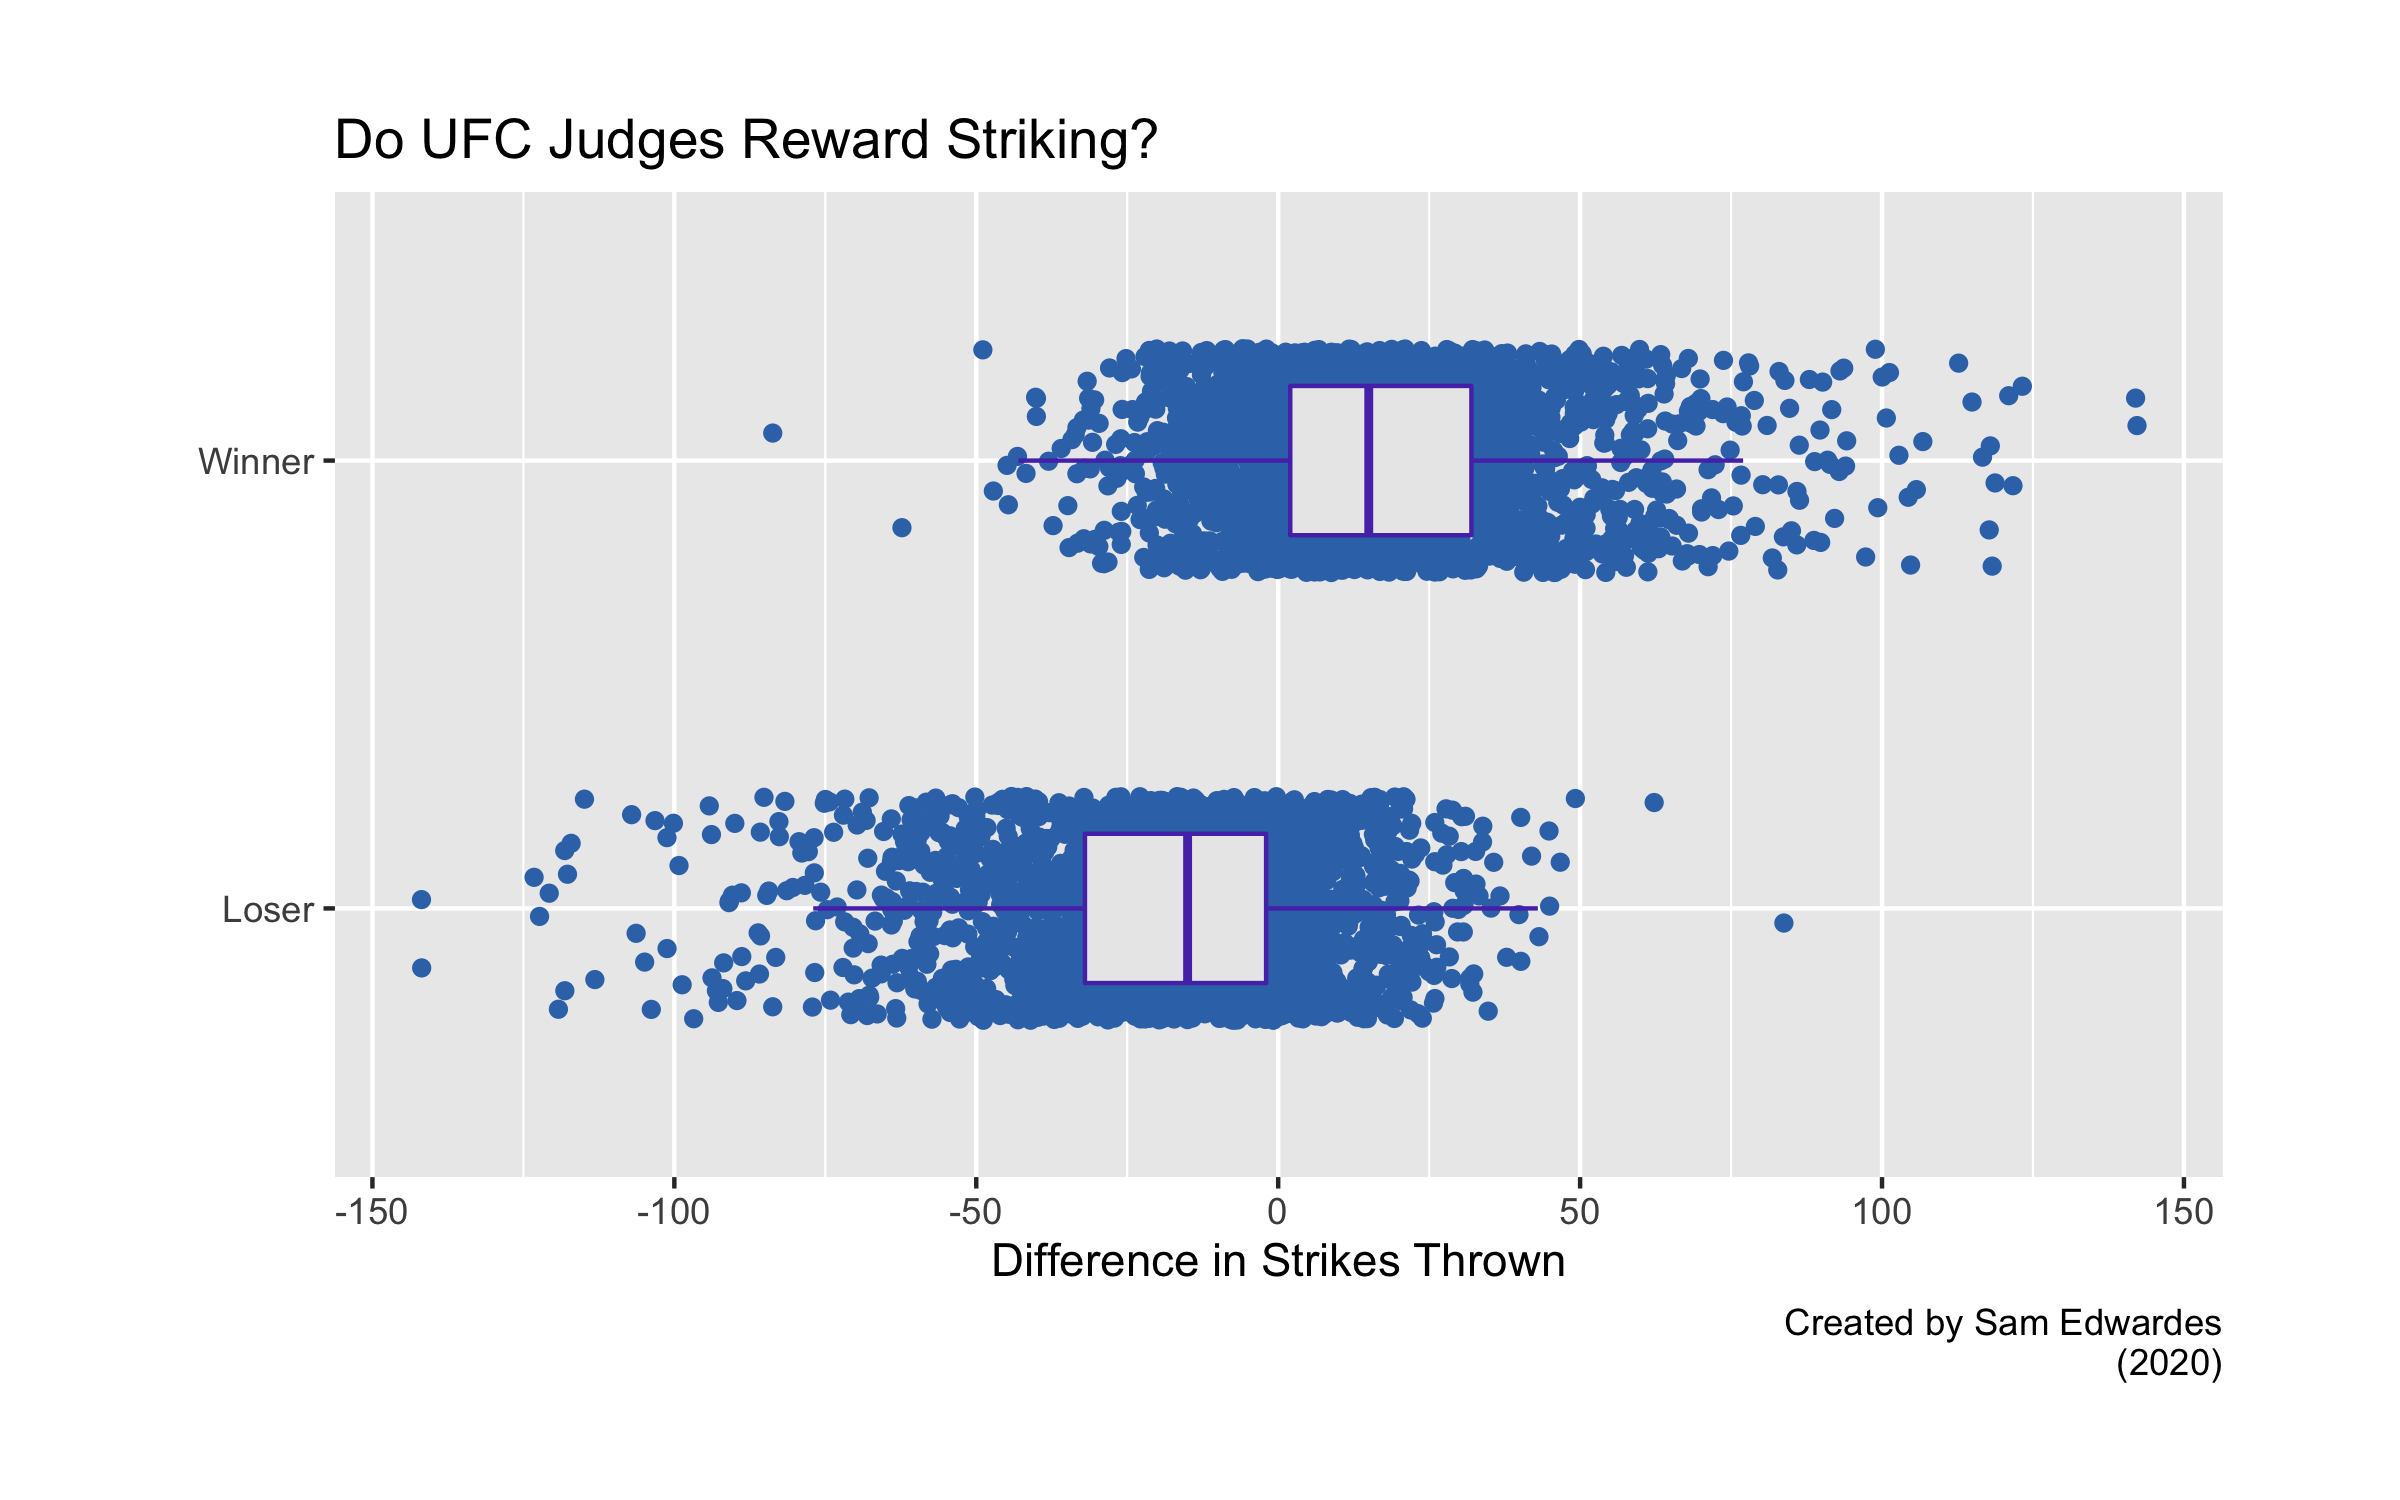 Do UFC Judges Reward Striking?
Winner
Loser
-150 -100 -50 0 50 100 150
Difference in Strikes Thrown
Created by Sam Edwardes
(2020)